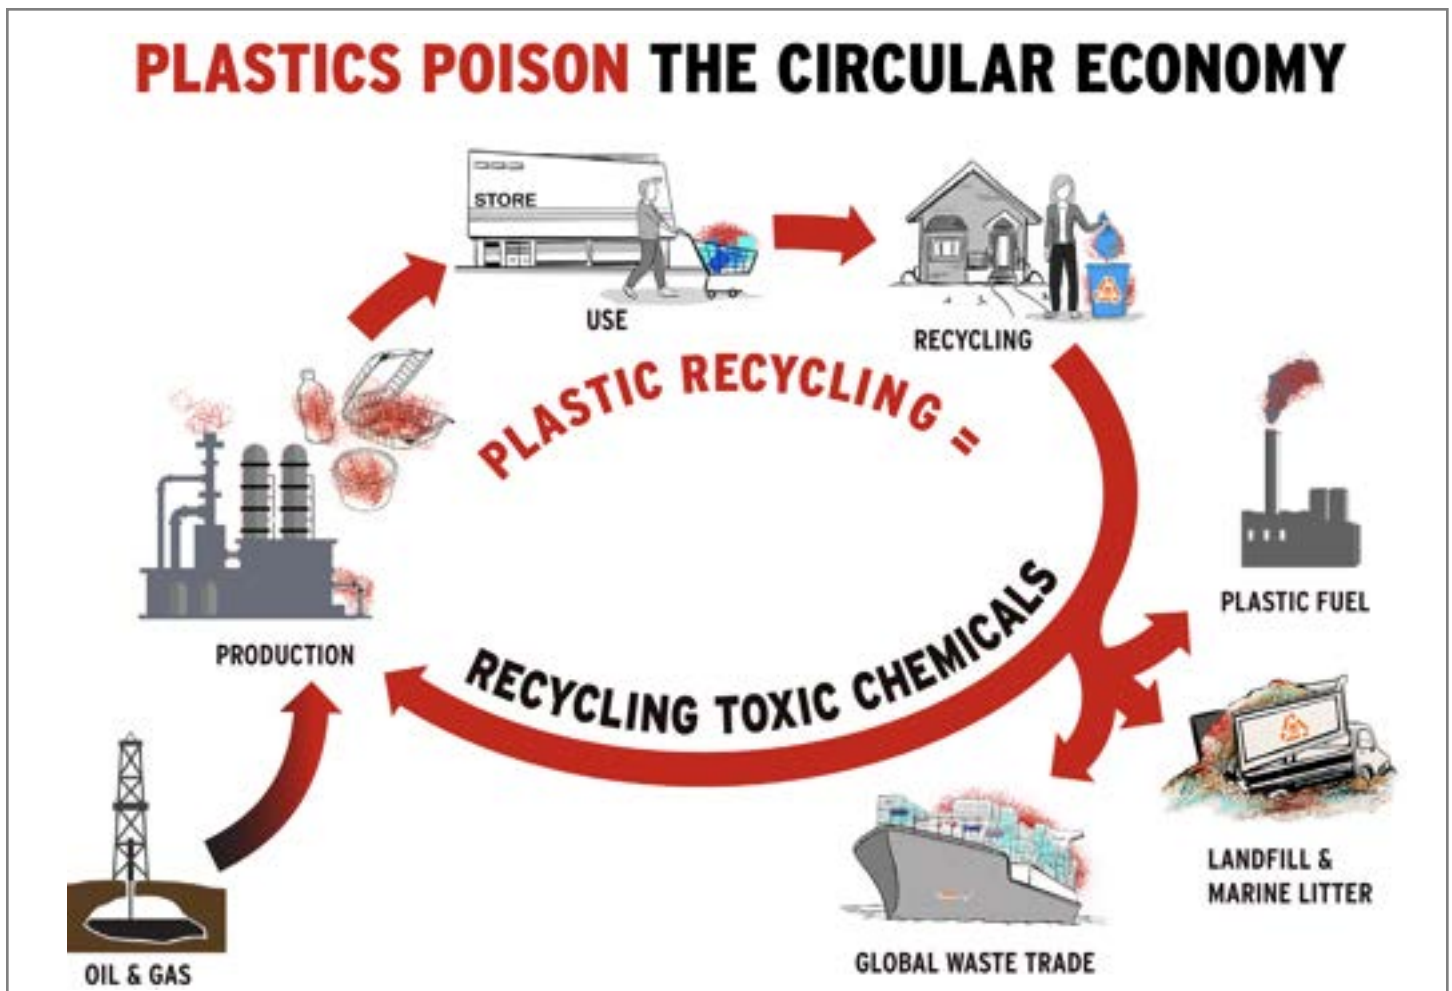 PLASTICS POISON THE CIRCULAR ECONOMY
STORE
USE
RECYCLING
PLASTIC RECYCLING =
RECYCLING TOXIC CHEMICALS
PRODUCTION
OIL & GAS
PLASTIC FUEL
LANDFILL &
MARINE LITTER
GLOBAL WASTE TRADE